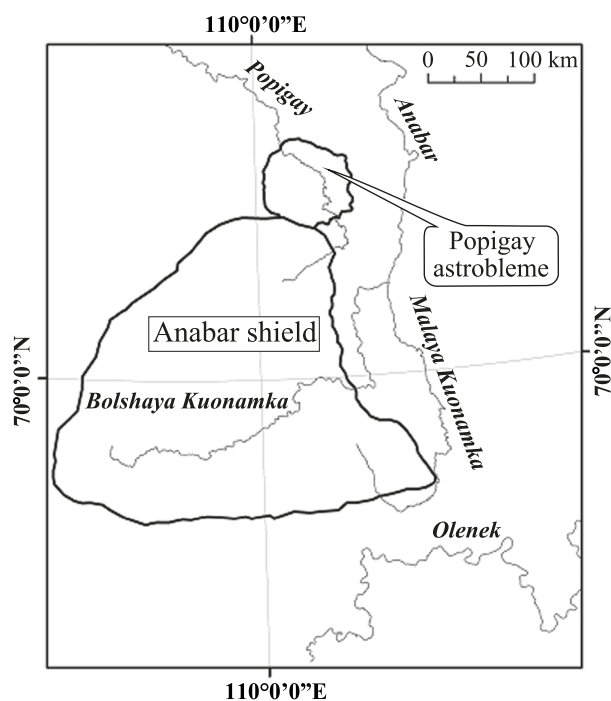 110°0'0”E
0 50 100 km
Popigay
Anabar
Popigay
astrobleme
Anabar shield
Malaya Kuonamka
70°0'0”N
70°0'0”N
Bolshaya Kuonamka
Olenek
110°0'0”E